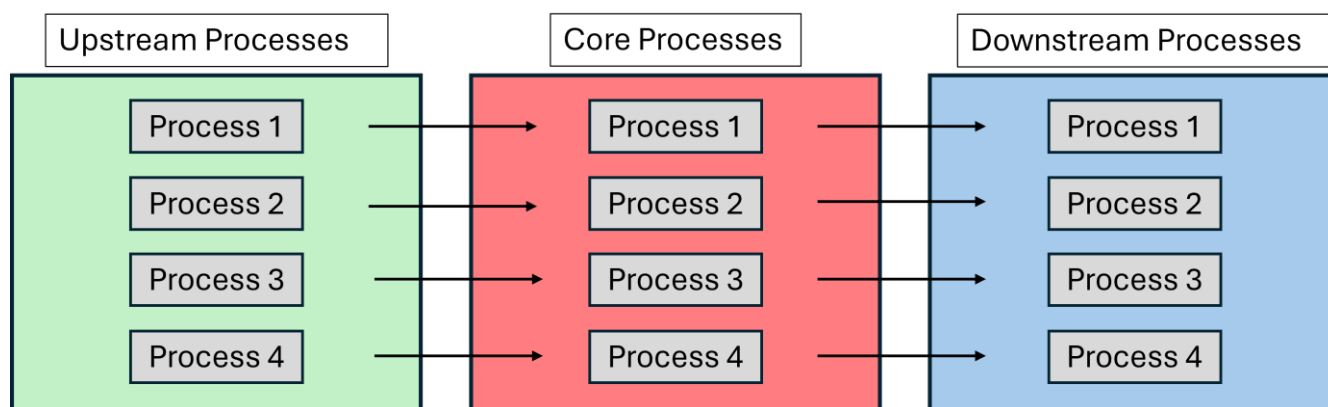 Upstream Processes
Core Processes
Downstream Processes
Process 1
Process 1
Process 1
Process 2
Process 2
Process 2
Process 3
Process 3
Process 3
Process 4
Process 4
Process 4